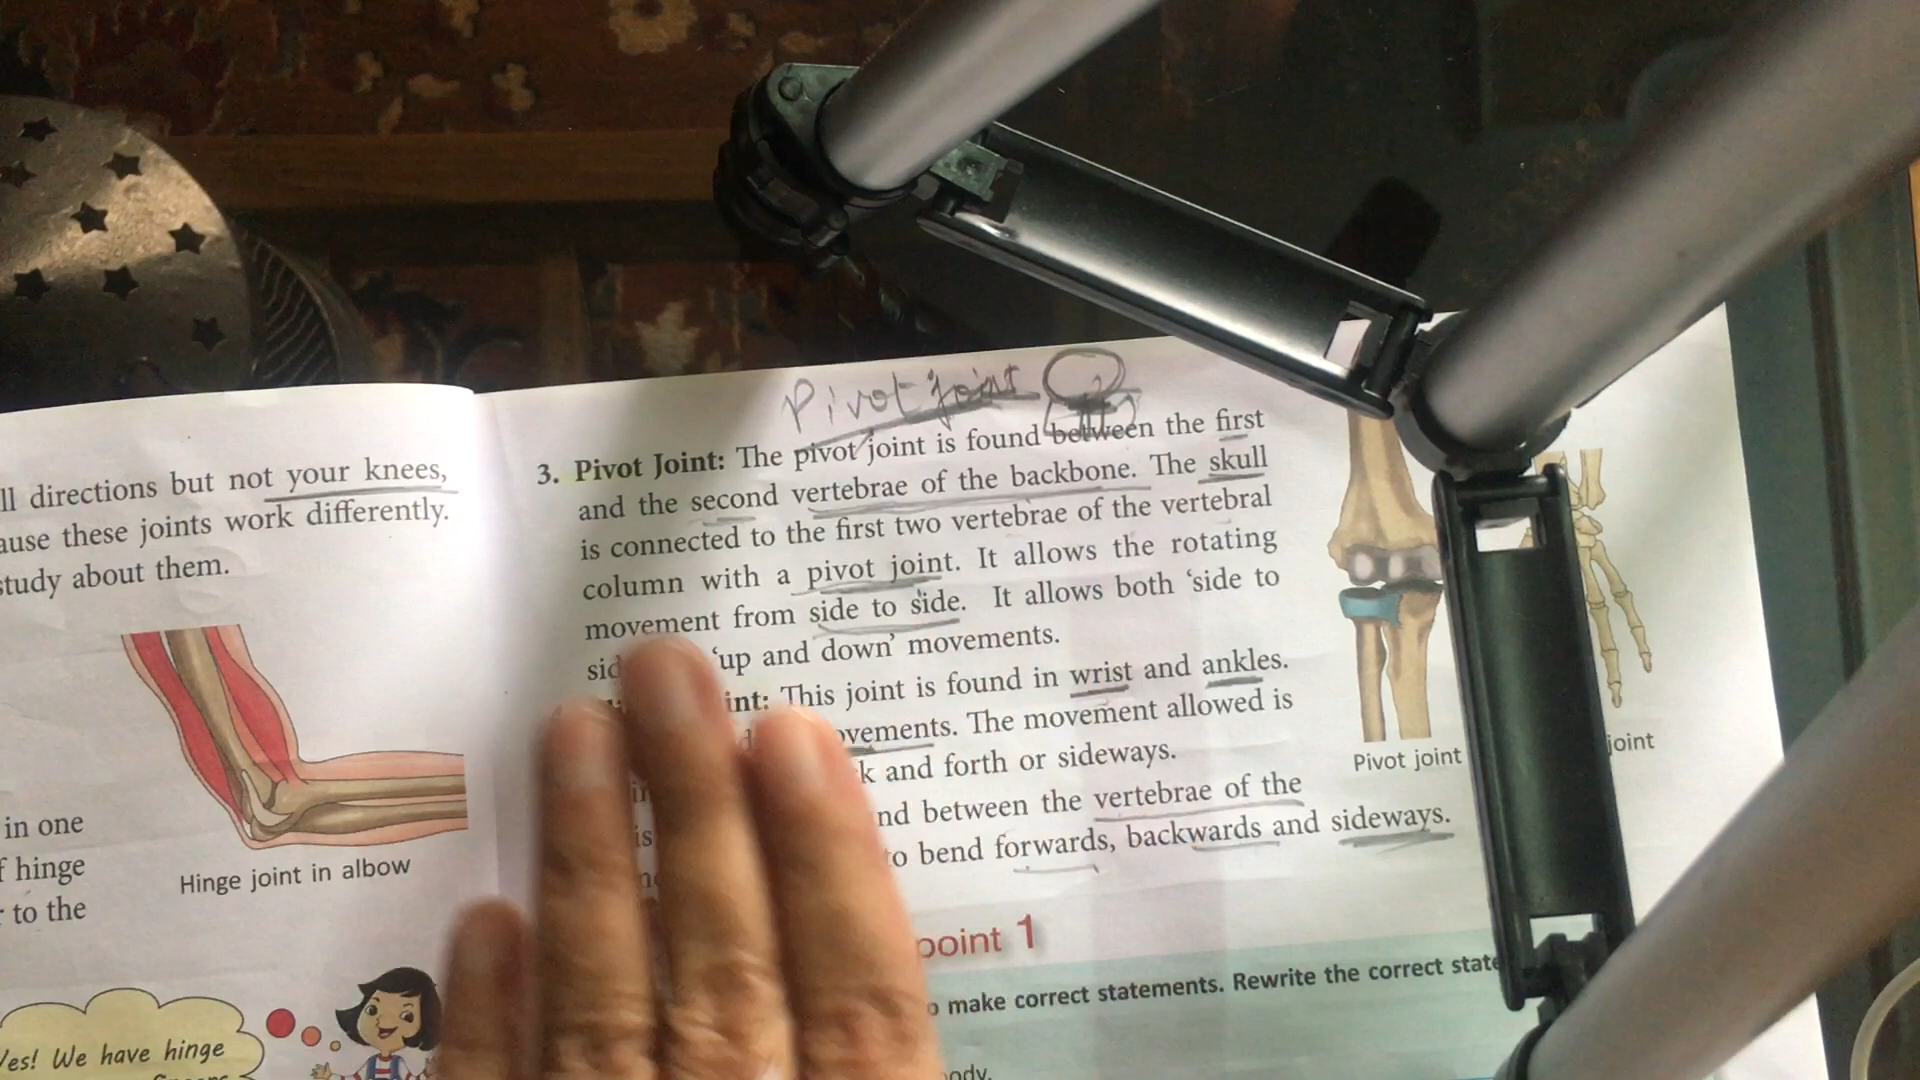 ll directions but not your knees,
ause these joints work differently.
study about them.
in one
f hinge
to the
Hinge joint in albow
Yes! We have hinge
Pivot joint
3. Pivot Joint: The pivot joint is found between the first
and the second vertebrae of the backbone. The skull
is connected to the first two vertebrae of the vertebral
column with a pivot joint. It allows the rotating
movement from side to side. It allows both ‘side to
sid ‘up and down’ movements.
int: This joint is found in wrist and ankles.
vements. The movement allowed is
k and forth or sideways.
nd between the vertebrae of the
o bend forwards, backwards and sideways.
Pivot joint
joint
point 1
o make correct statements. Rewrite the correct state
ody.